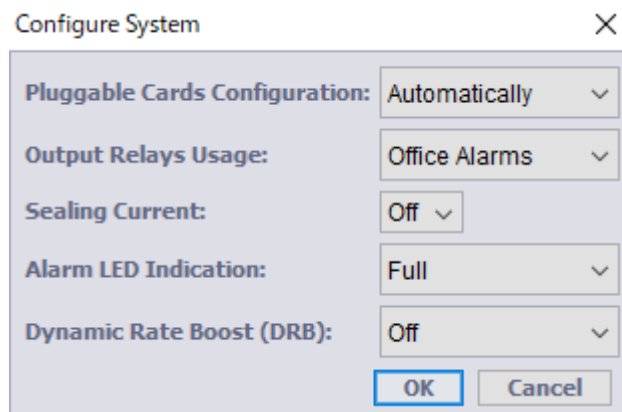 Configure System
Pluggable Cards Configuration: Automatically
Output Relays Usage: Office Alarms
Sealing Current: Off
Alarm LED Indication: Full
Dynamic Rate Boost (DRB): Off
OK Cancel